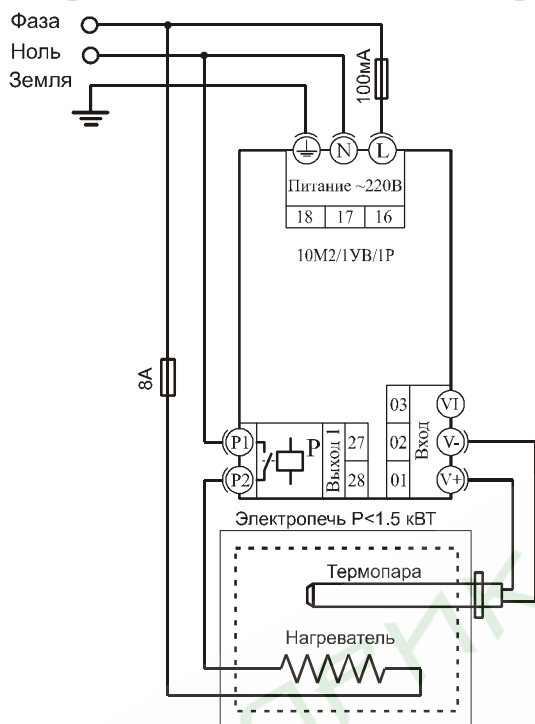 Фаза
Ноль
Земля
100мА
N
L
Питание ~220В
18 17 16
10М2/1УВ/1Р
8А
03
VI
P1
P
Выход 1
27
02
Вход
V-
P2
28
01
V+
Электропечь Р<1.5 кВТ
Термопара
Нагреватель